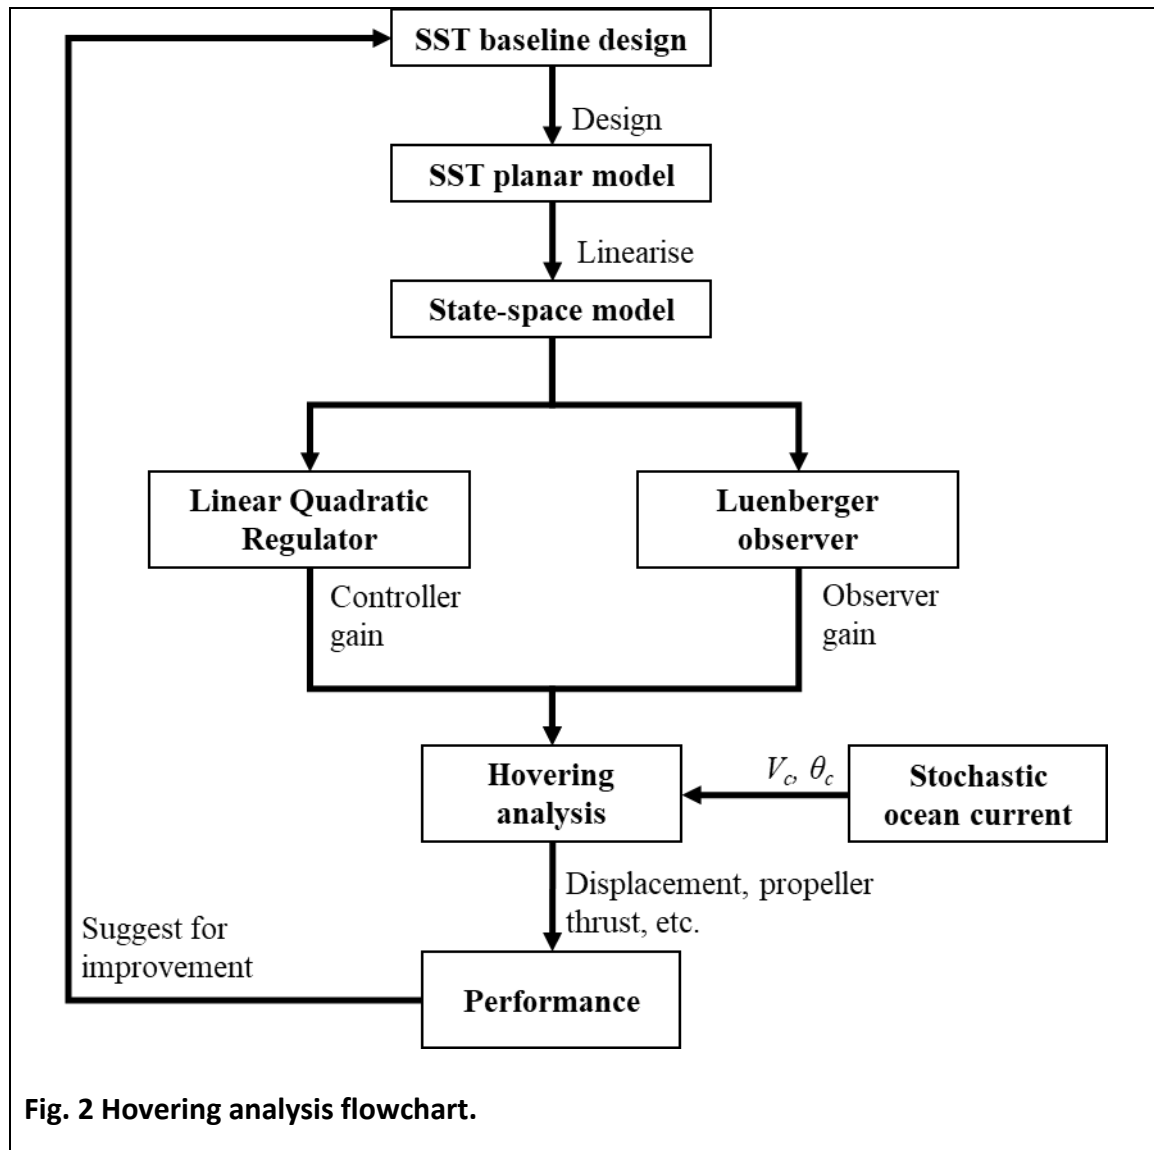 SST baseline design
Design
SST planar model
Linearise
State-space model
Linear Quadratic
Regulator
Luenberger
observer
Controller
gain
Observer
gain
Hovering
analysis
V_c, θ_c
Stochastic
ocean current
Displacement, propeller
thrust, etc.
Suggest for
improvement
Performance
Fig. 2 Hovering analysis flowchart.